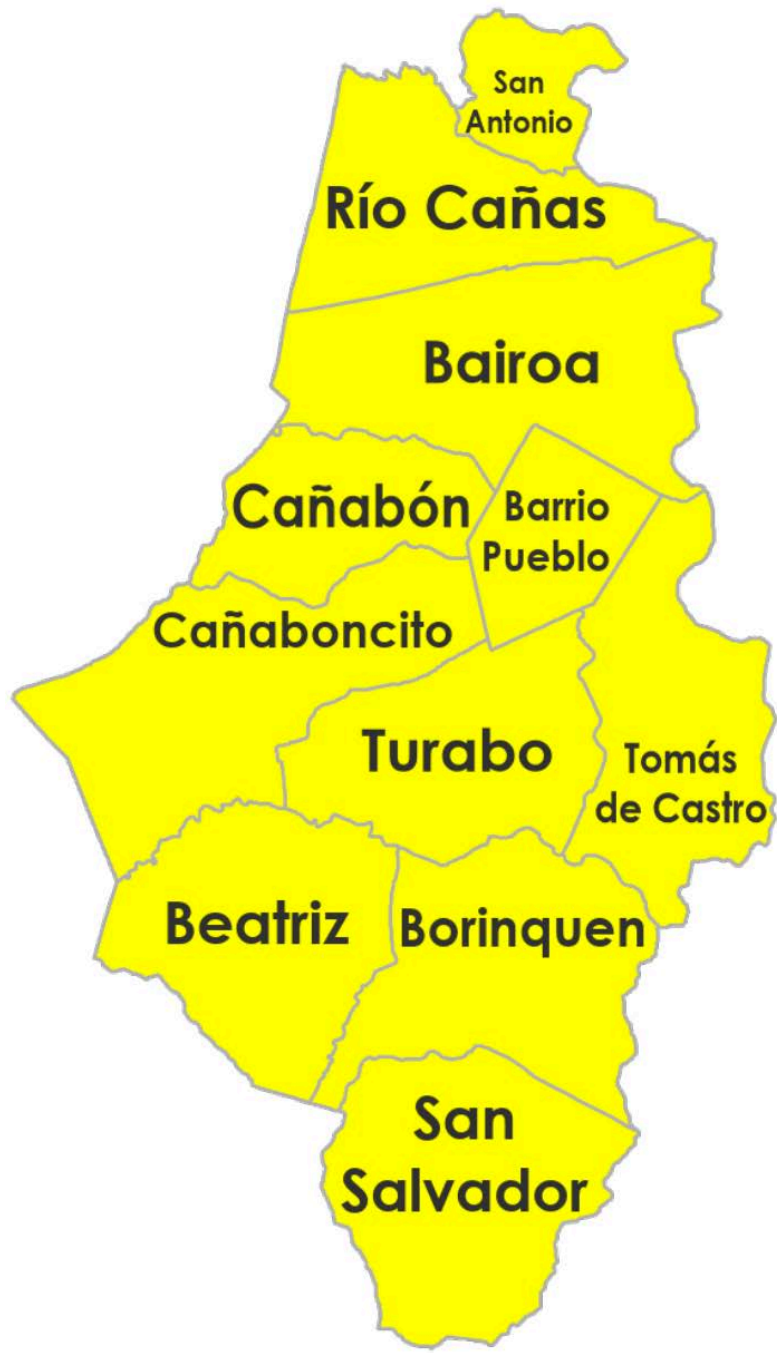 San
Antonio
Río Cañas
Bairoa
Cañabón
Barrio
Pueblo
Cañaboncito
Turabo
Tomás
de Castro
Beatriz
Borinquen
San
Salvador